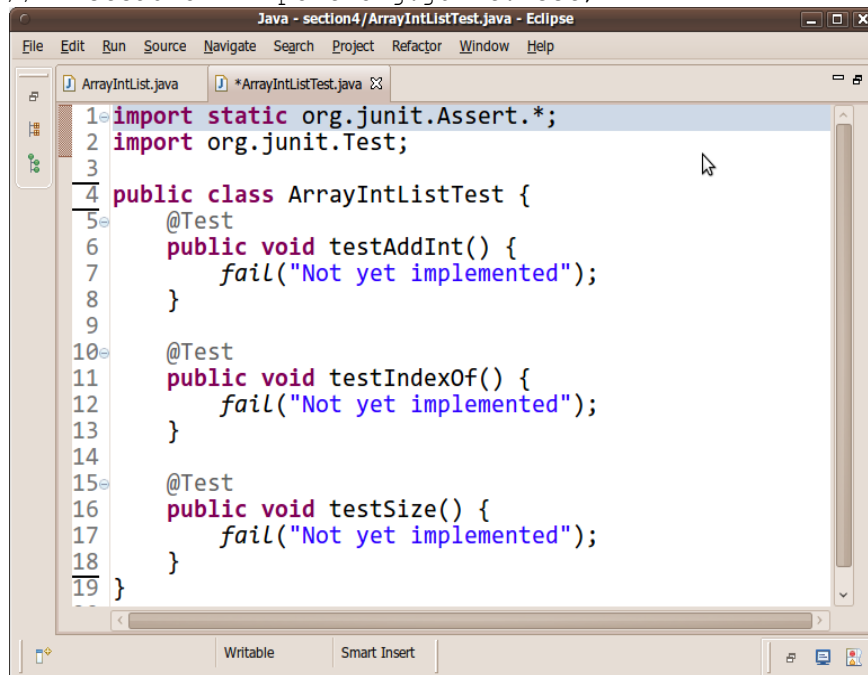 Java - section4/ArrayIntListTest.java - Eclipse
File Edit Run Source Navigate Search Project Refactor Window Help
ArrayIntList.java *ArrayIntListTest.java
1 import static org.junit.Assert.*;
2 import org.junit.Test;
3
4 public class ArrayIntListTest {
5 @Test
6 public void testAddInt() {
7 fail("Not yet implemented");
8 }
9
10 @Test
11 public void testIndexOf() {
12 fail("Not yet implemented");
13 }
14
15 @Test
16 public void testSize() {
17 fail("Not yet implemented");
18 }
19 }
Writable Smart Insert